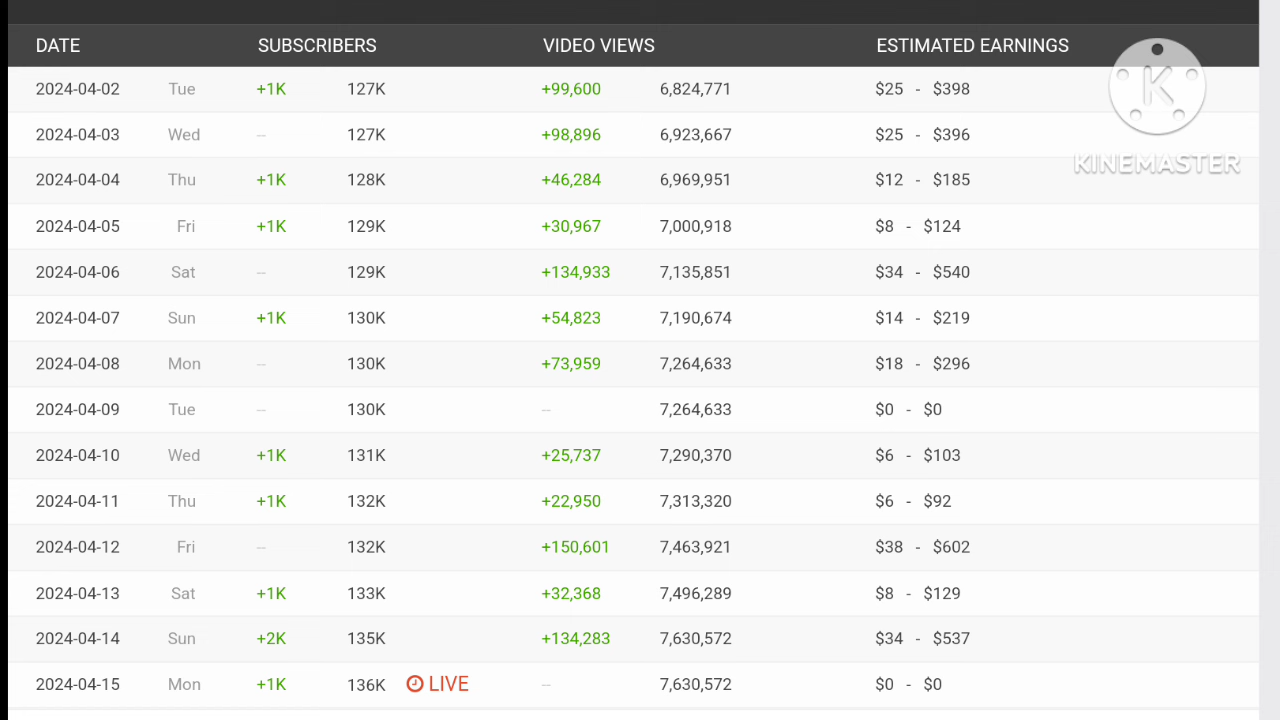 DATE SUBSCRIBERS VIDEO VIEWS ESTIMATED EARNINGS
2024-04-02 Tue +1K 127K +99,600 6,824,771 $25 - $398
K
2024-04-03 Wed -- 127K +98,896 6,923,667 $25 - $396
KINEMASTER
2024-04-04 Thu +1K 128K +46,284 6,969,951 $12 - $185
2024-04-05 Fri +1K 129K +30,967 7,000,918 $8 - $124
2024-04-06 Sat -- 129K +134,933 7,135,851 $34 - $540
2024-04-07 Sun +1K 130K +54,823 7,190,674 $14 - $219
2024-04-08 Mon -- 130K +73,959 7,264,633 $18 - $296
2024-04-09 Tue -- 130K -- 7,264,633 $0 - $0
2024-04-10 Wed +1K 131K +25,737 7,290,370 $6 - $103
2024-04-11 Thu +1K 132K +22,950 7,313,320 $6 - $92
2024-04-12 Fri -- 132K +150,601 7,463,921 $38 - $602
2024-04-13 Sat +1K 133K +32,368 7,496,289 $8 - $129
2024-04-14 Sun +2K 135K +134,283 7,630,572 $34 - $537
2024-04-15 Mon +1K 136K LIVE -- 7,630,572 $0 - $0